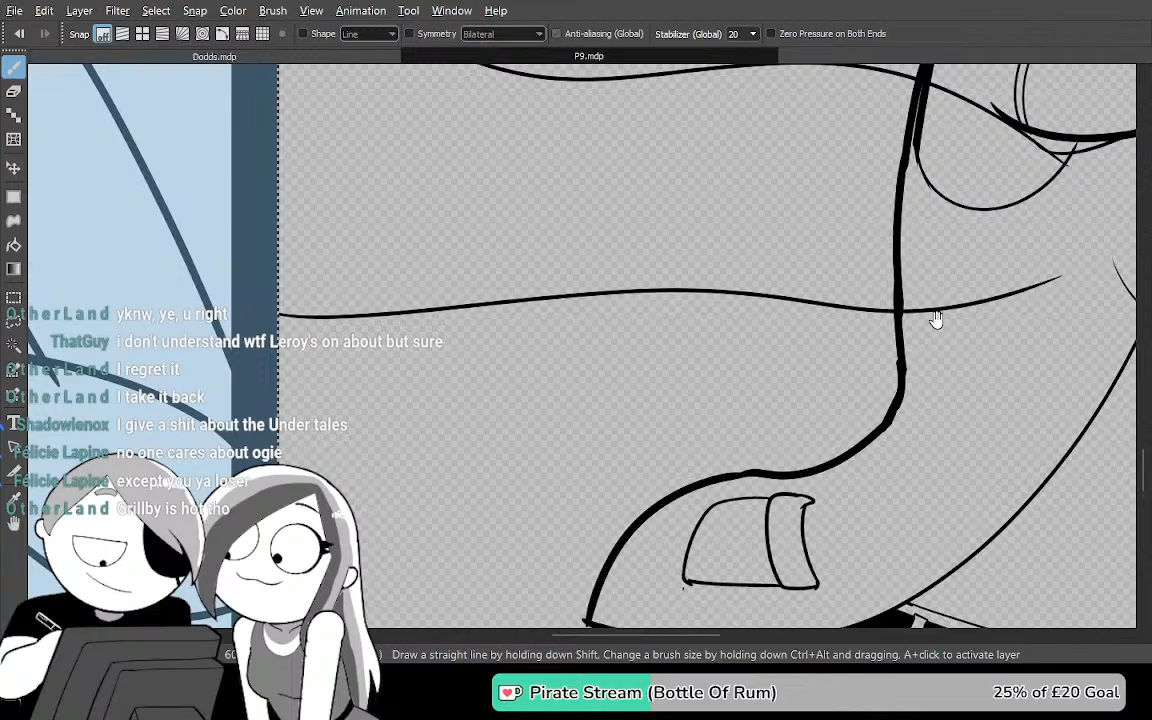 File Edit Layer Filter Select Snap Color Brush View Animation Tool Window Help
Snap off Shape Line Symmetry Bilateral Anti-aliasing (Global) Stabilizer (Global) 20 Zero Pressure on Both Ends
Dodds.mdp P9.mdp
OtherLand yknw, ye, u right
ThatGuy i don't understand wtf Leroy's on about but sure
OtherLand I regret it
OtherLand I take it back
Shadowlenox I give a shit about the Under tales
Félicie Lapine no one cares about ogie
Félicie Lapine except you ya loser
OtherLand Grillby is hot tho
) Draw a straight line by holding down Shift. Change a brush size by holding down Ctrl+Alt and dragging. A+click to activate layer
Pirate Stream (Bottle Of Rum) 25% of £20 Goal